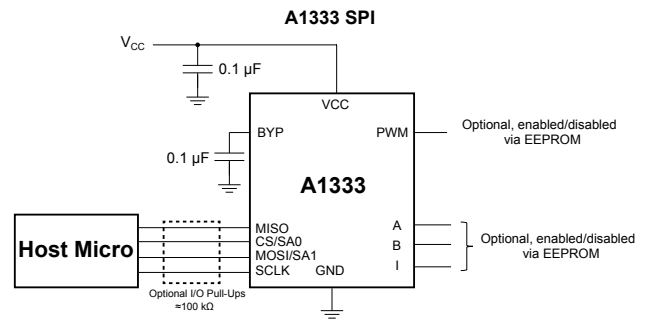 A1333 SPI
VCC
0.1 µF
VCC
BYP
PWM
Optional, enabled/disabled
via EEPROM
0.1 µF
A1333
Host Micro
MISO
CS/SA0
MOSI/SA1
SCLK
GND
A
B
I
Optional, enabled/disabled
via EEPROM
Optional I/O Pull-Ups
≈100 kΩ